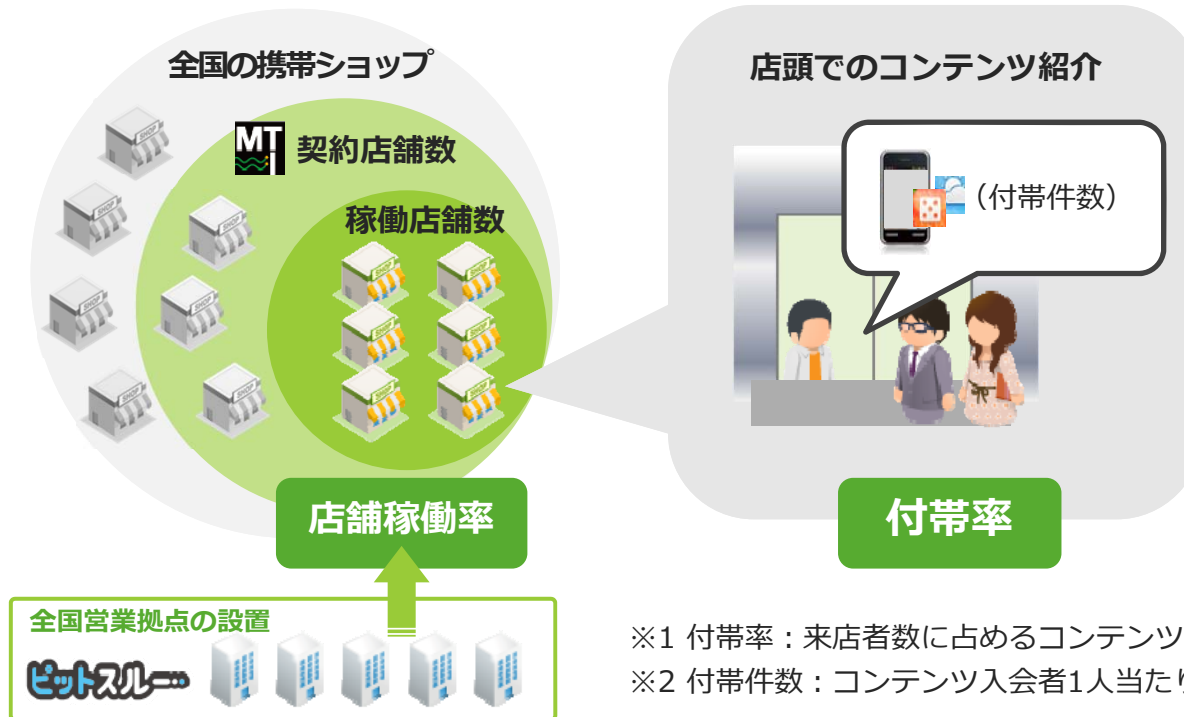 全国の携帯ショップ
MTI 契約店舗数
稼働店舗数
店舗稼働率
全国営業拠点の設置
ピットスルー
店頭でのコンテンツ紹介
（付帯件数）
付帯率
※1 付帯率：来店者数に占めるコンテンツ
※2 付帯件数：コンテンツ入会者1人当たり